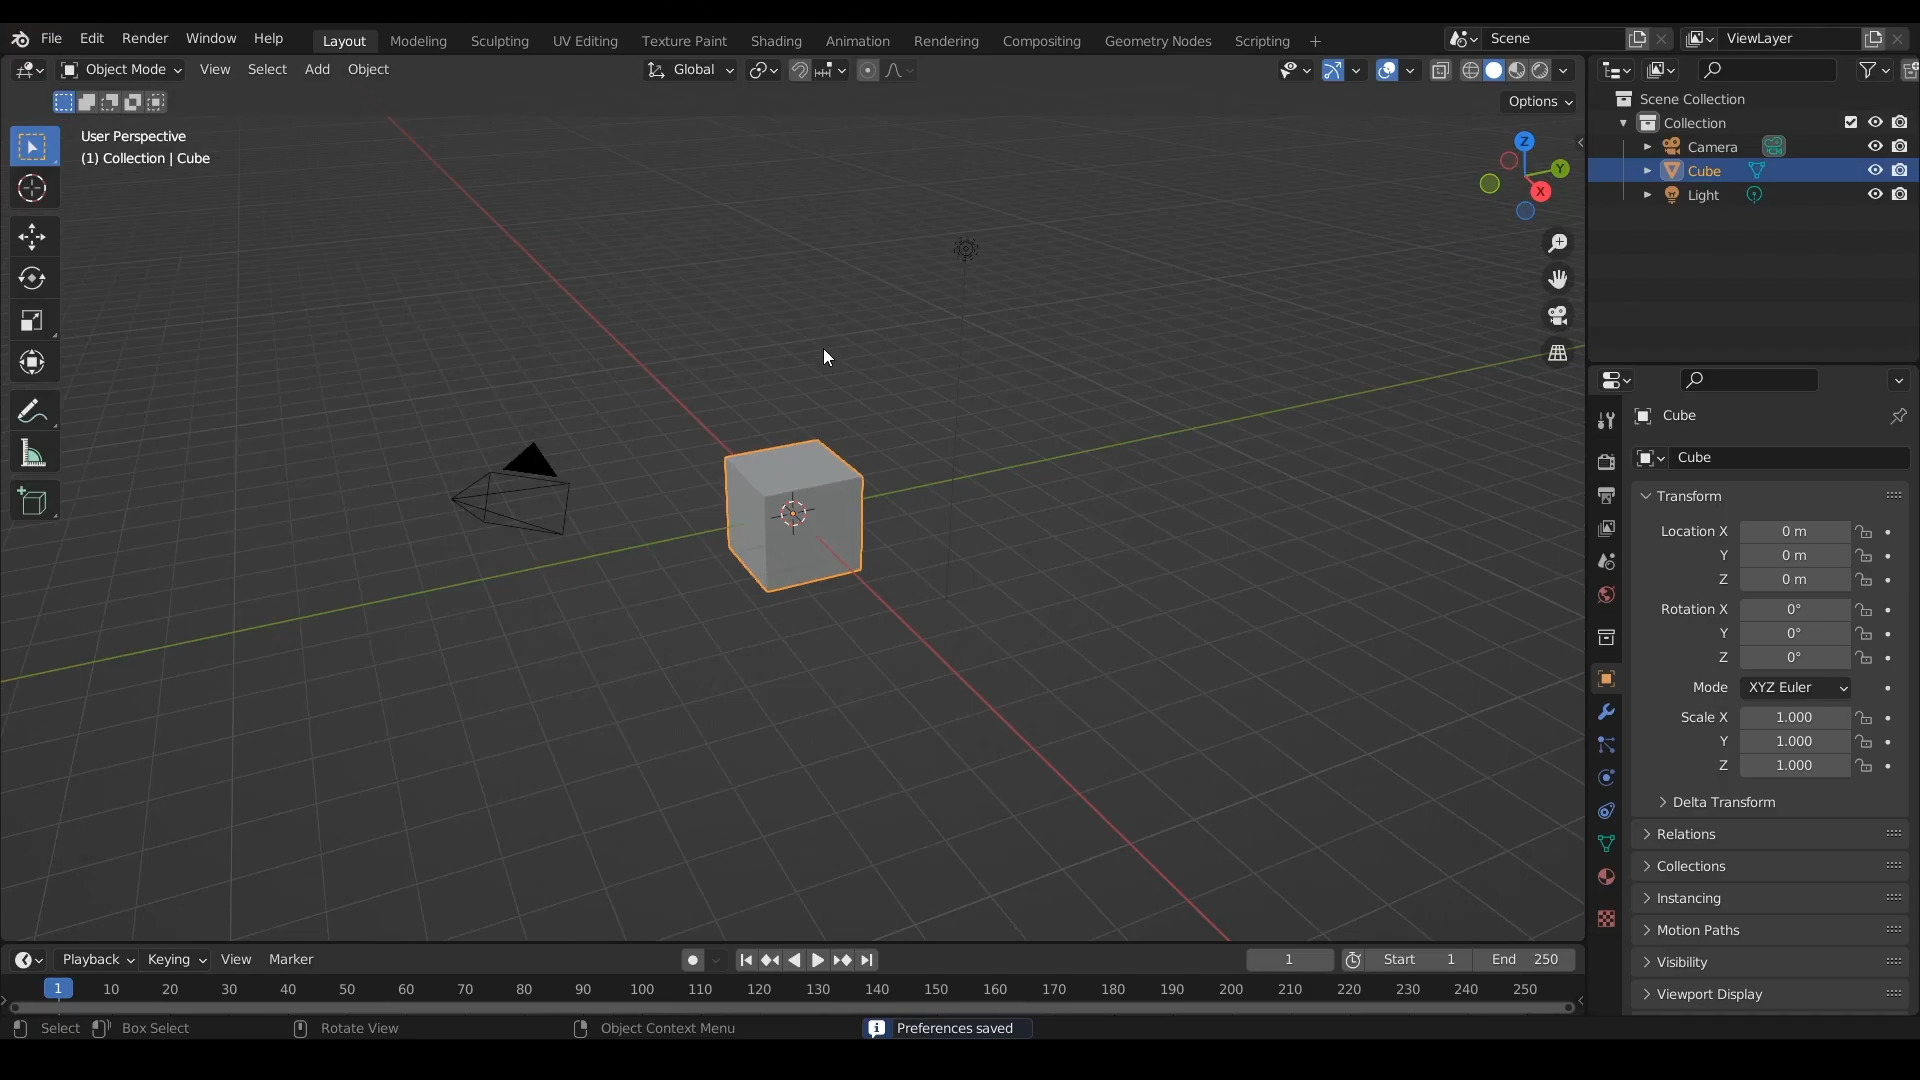 File Edit Render Window Help Layout Modeling Sculpting UV Editing Texture Paint Shading Animation Rendering Compositing Geometry Nodes Scripting + Scene ViewLayer
Object Mode View Select Add Object Global
Options
User Perspective
(1) Collection | Cube
Z
Y
X
Scene Collection
Collection
Camera
Cube
Light
Cube
Cube
Transform
Location X 0 m
Y 0 m
Z 0 m
Rotation X 0°
Y 0°
Z 0°
Mode XYZ Euler
Scale X 1.000
Y 1.000
Z 1.000
Delta Transform
Relations
Collections
Instancing
Motion Paths
Visibility
Viewport Display
Playback Keying View Marker 1 Start 1 End 250
1 10 20 30 40 50 60 70 80 90 100 110 120 130 140 150 160 170 180 190 200 210 220 230 240 250
Select Box Select Rotate View Object Context Menu Preferences saved